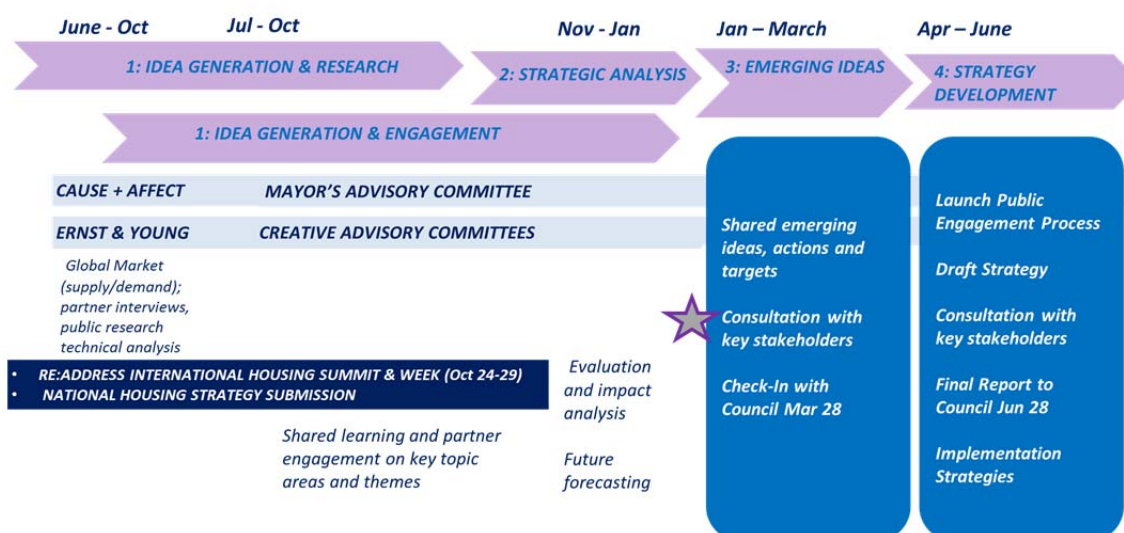 June - Oct
Jul - Oct
Nov - Jan
Jan – March
Apr – June
1: IDEA GENERATION & RESEARCH
2: STRATEGIC ANALYSIS
3: EMERGING IDEAS
4: STRATEGY
DEVELOPMENT
1: IDEA GENERATION & ENGAGEMENT
CAUSE + AFFECT
MAYOR'S ADVISORY COMMITTEE
ERNST & YOUNG
CREATIVE ADVISORY COMMITTEES
Global Market
(supply/demand);
partner interviews,
public research
technical analysis
• RE:ADDRESS INTERNATIONAL HOUSING SUMMIT & WEEK (Oct 24-29)
• NATIONAL HOUSING STRATEGY SUBMISSION
Shared learning and partner
engagement on key topic
areas and themes
Evaluation
and impact
analysis
Future
forecasting
Shared emerging
ideas, actions and
targets
Consultation with
key stakeholders
Check-In with
Council Mar 28
Launch Public
Engagement Process
Draft Strategy
Consultation with
key stakeholders
Final Report to
Council Jun 28
Implementation
Strategies